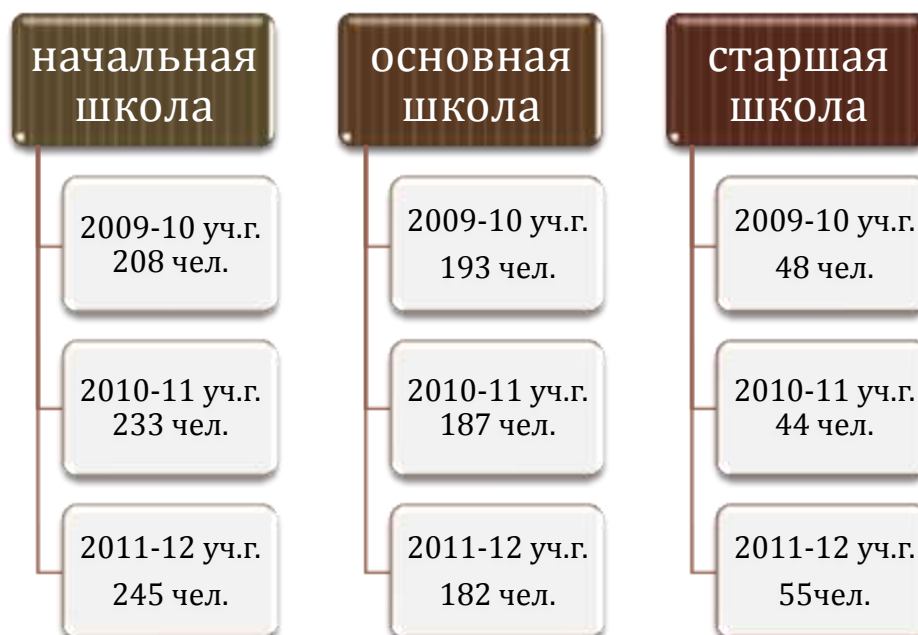 начальная
школа
2009-10 уч.г.
208 чел.
2010-11 уч.г.
233 чел.
2011-12 уч.г.
245 чел.
основная
школа
2009-10 уч.г.
193 чел.
2010-11 уч.г.
187 чел.
2011-12 уч.г.
182 чел.
старшая
школа
2009-10 уч.г.
48 чел.
2010-11 уч.г.
44 чел.
2011-12 уч.г.
55чел.